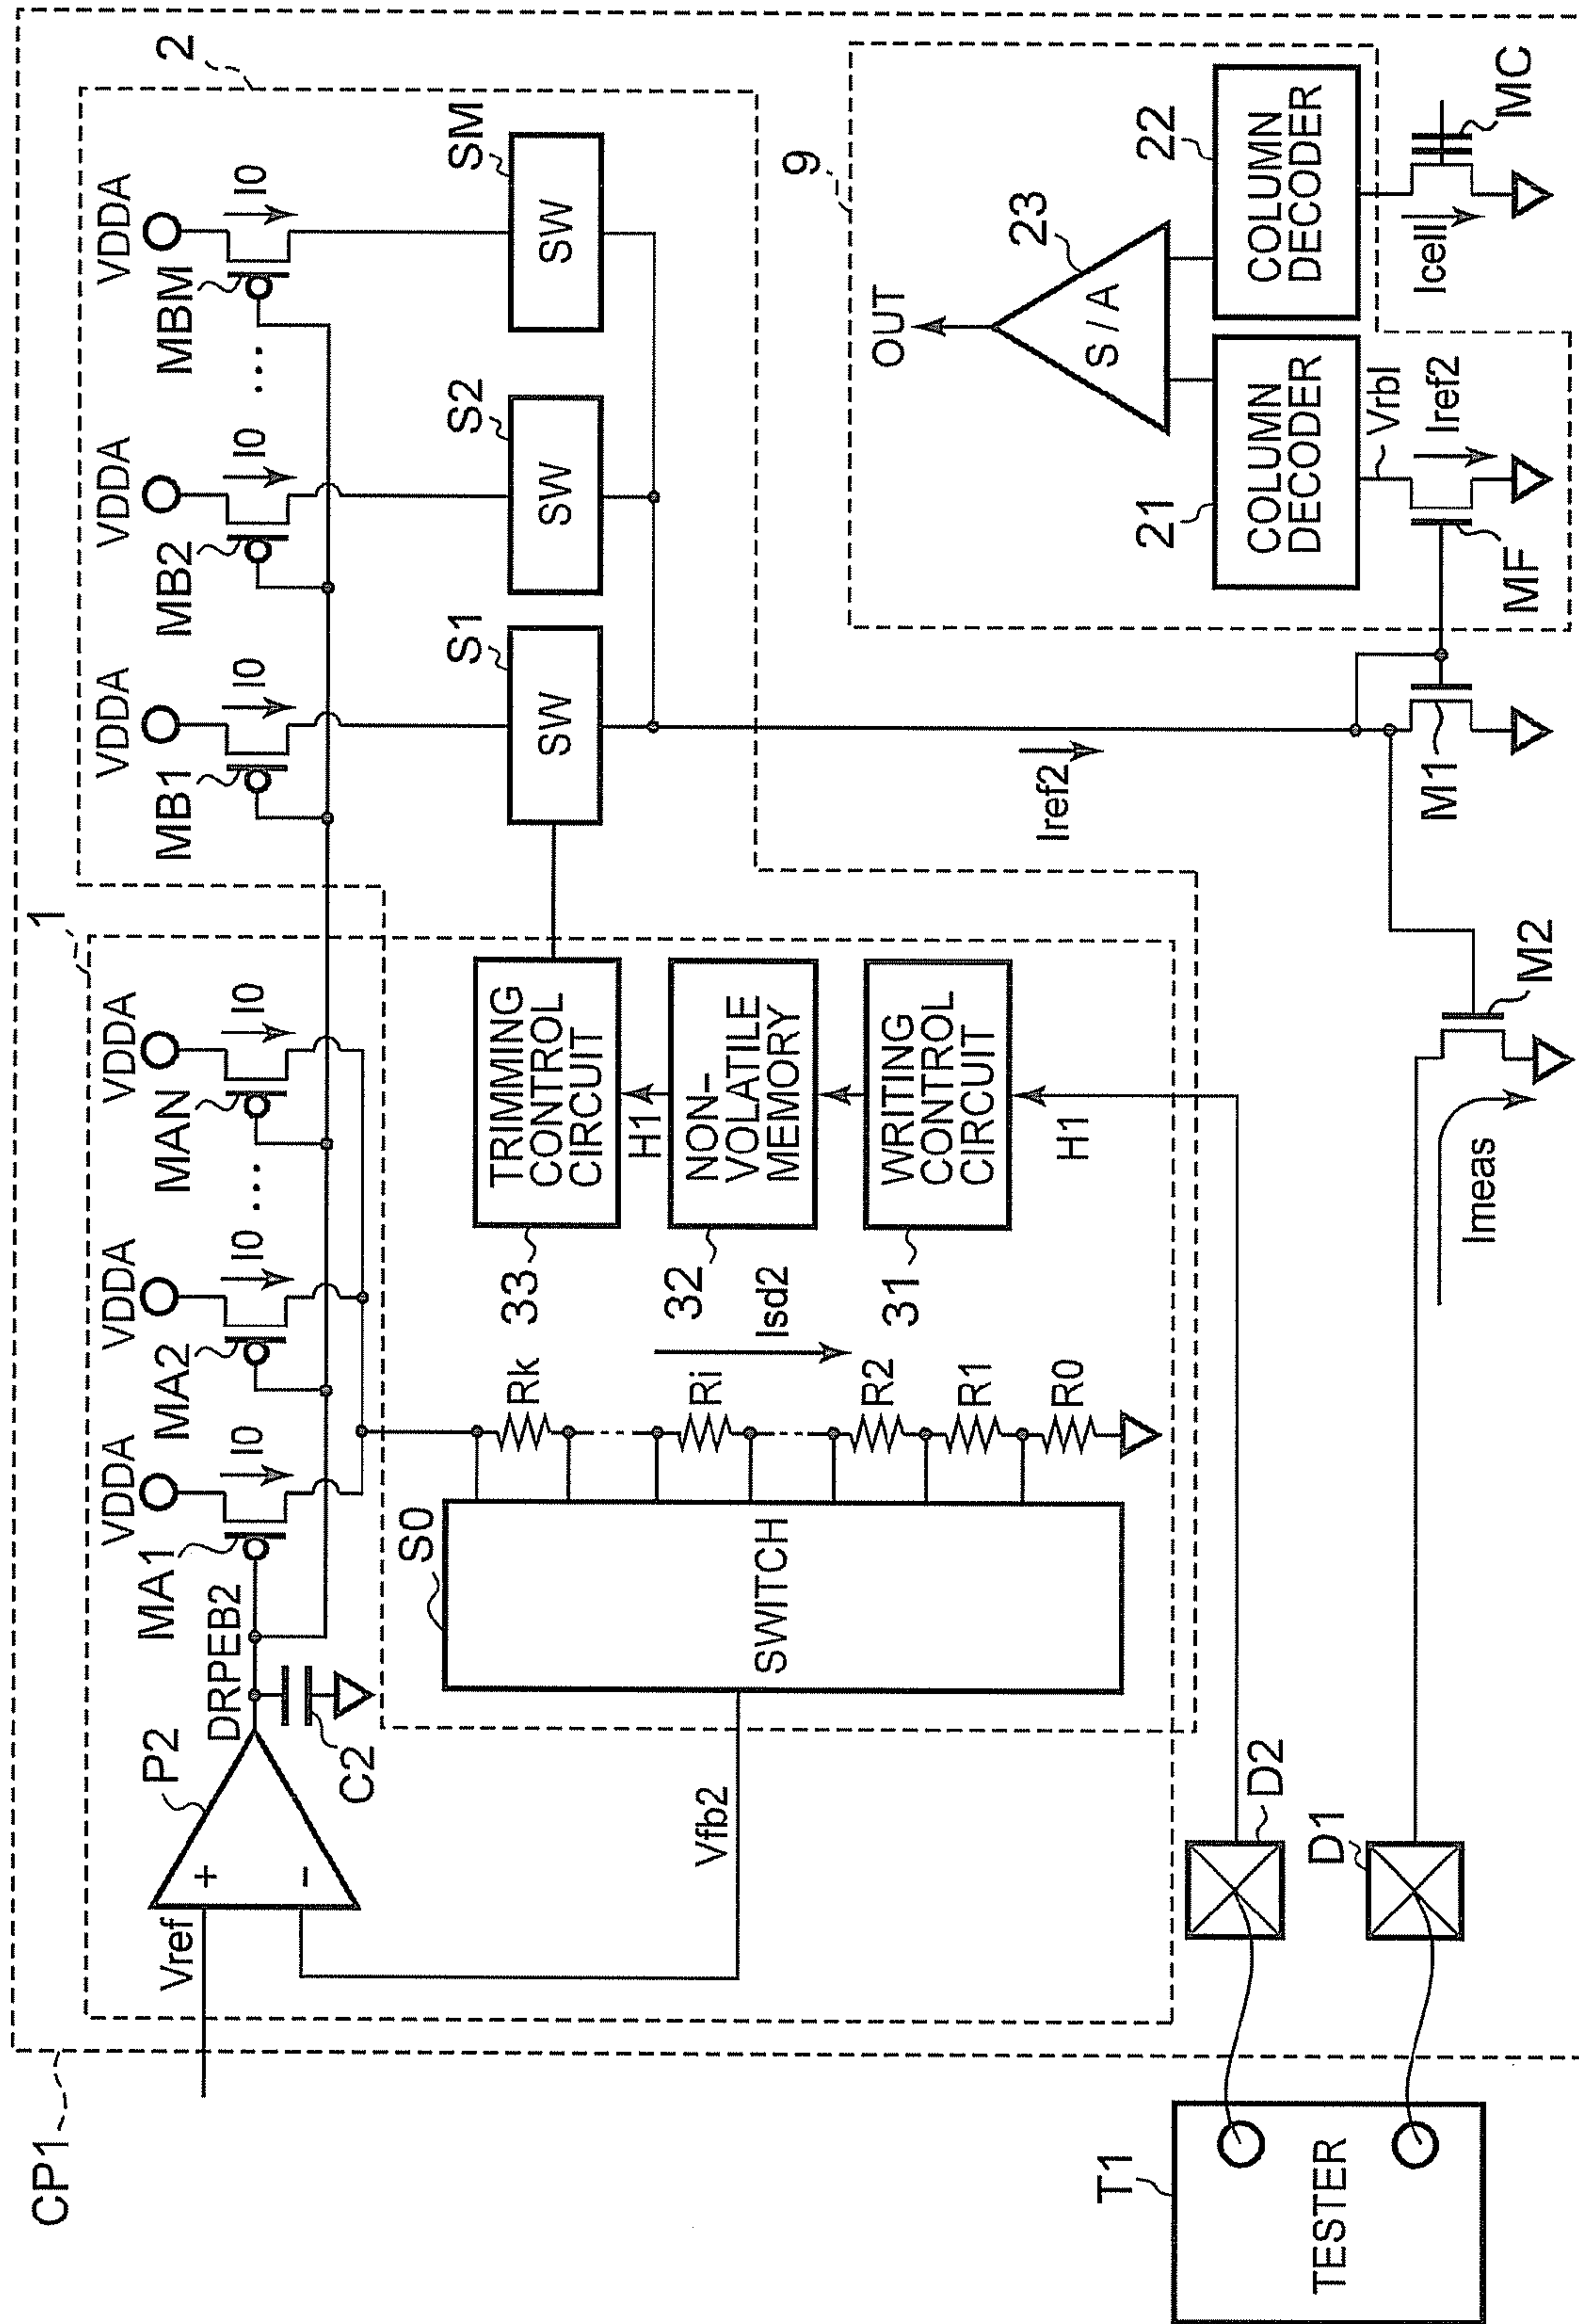 CP1
1
2
Vref
P2
+
-
DRPEB2
C2
Vfb2
VDDA
MA1
I0
VDDA
MA2
I0
...
VDDA
MAN
I0
VDDA
MB1
I0
VDDA
MB2
I0
...
VDDA
MBM
I0
S0
SWITCH
Rk
Ri
R2
R1
R0
Isd2
33
TRIMMING
CONTROL
CIRCUIT
H1
32
NON-
VOLATILE
MEMORY
31
WRITING
CONTROL
CIRCUIT
H1
S1
SW
S2
SW
SM
SW
Iref2
9
OUT
23
S / A
21
COLUMN
DECODER
22
COLUMN
DECODER
Vrbl
Iref2
MF
Icell
MC
M1
M2
Imeas
D2
D1
T1
TESTER